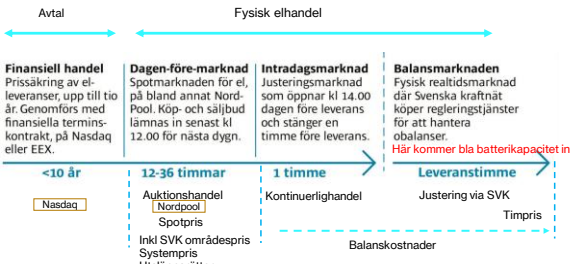 Avtal
Fysisk elhandel
Finansiell handel
Prissäkring av el-
leveranser, upp till tio
år. Genomförs med
finansiella termins-
kontrakt, på Nasdaq
eller EEX.
Dagen-före-marknad
Spotmarknaden för el,
på bland annat Nord-
Pool. Köp- och säljbud
lämnas in senast kl
12.00 för nästa dygn.
Intradagsmarknad
Justeringsmarknad
som öppnar kl 14.00
dagen före leverans
och stänger en
timme före leverans.
Balansmarknaden
Fysisk realtidsmarknad
där Svenska kraftnät
köper regleringstjänster
för att hantera
obalanser.
Här kommer bla batterikapacitet in
<10 år
12-36 timmar
1 timme
Leveranstimme
Nasdaq
Auktionshandel
Nordpool
Spotpris
Inkl SVK områdespris
Systempris
Kontinuerlighandel
Justering via SVK
Timpris
Balanskostnader